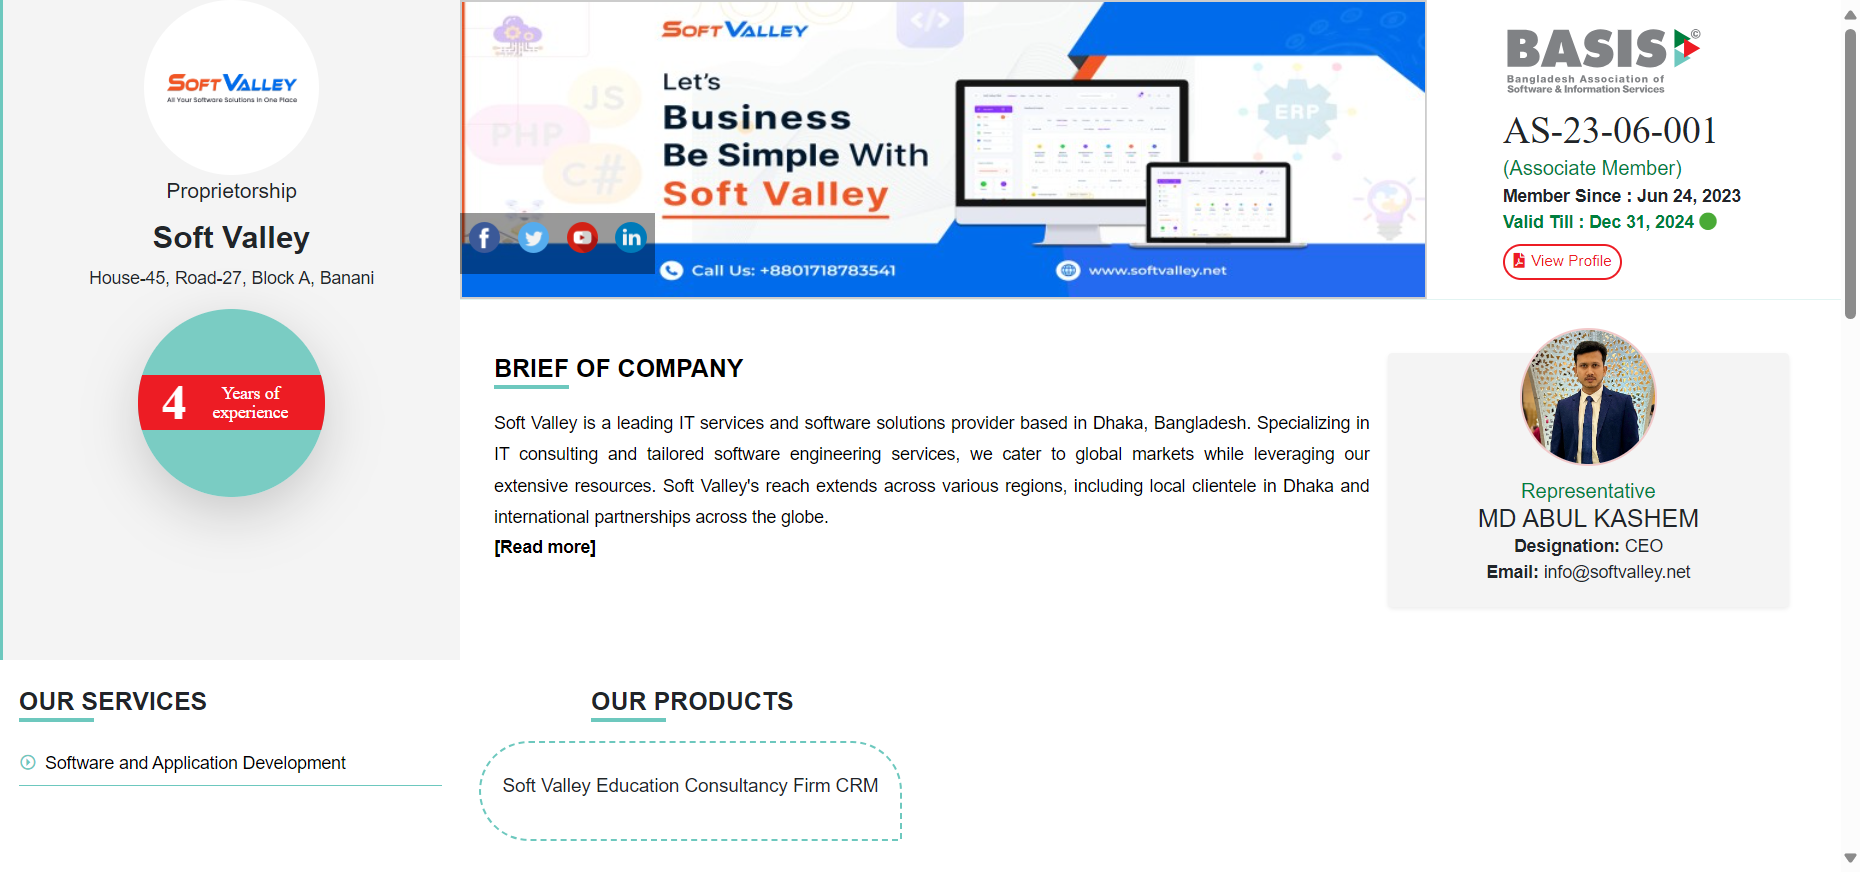 SOFT VALLEY
All Your Software Solutions in One Place
Proprietorship
Soft Valley
House-45, Road-27, Block A, Banani
4 Years of
experience
SOFT VALLEY
Let's
Business
Be Simple With
Soft Valley
PHP
JS
C#
</>
ERP
Call Us: +8801718783541
www.softvalley.net
BASIS ©
Bangladesh Association of
Software & Information Services
AS-23-06-001
(Associate Member)
Member Since : Jun 24, 2023
Valid Till : Dec 31, 2024
View Profile
BRIEF OF COMPANY
Soft Valley is a leading IT services and software solutions provider based in Dhaka, Bangladesh. Specializing in
IT consulting and tailored software engineering services, we cater to global markets while leveraging our
extensive resources. Soft Valley's reach extends across various regions, including local clientele in Dhaka and
international partnerships across the globe.
[Read more]
Representative
MD ABUL KASHEM
Designation: CEO
Email: info@softvalley.net
OUR SERVICES
Software and Application Development
OUR PRODUCTS
Soft Valley Education Consultancy Firm CRM